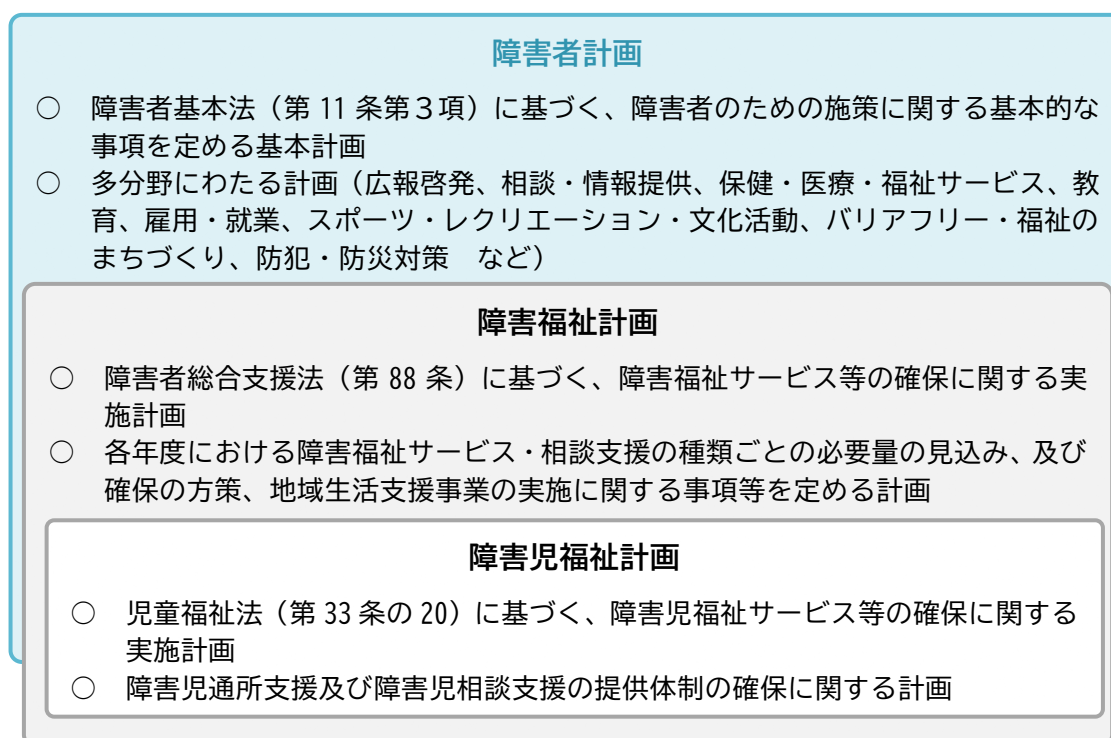 障害者計画
○ 障害者基本法（第 11 条第３項）に基づく、障害者のための施策に関する基本的な
事項を定める基本計画
○ 多分野にわたる計画（広報啓発、相談・情報提供、保健・医療・福祉サービス、教
育、雇用・就業、スポーツ・レクリエーション・文化活動、バリアフリー・福祉の
まちづくり、防犯・防災対策　など）
障害福祉計画
○ 障害者総合支援法（第 88 条）に基づく、障害福祉サービス等の確保に関する実
施計画
○ 各年度における障害福祉サービス・相談支援の種類ごとの必要量の見込み、及び
確保の方策、地域生活支援事業の実施に関する事項等を定める計画
障害児福祉計画
○ 児童福祉法（第 33 条の 20）に基づく、障害児福祉サービス等の確保に関する
実施計画
○ 障害児通所支援及び障害児相談支援の提供体制の確保に関する計画